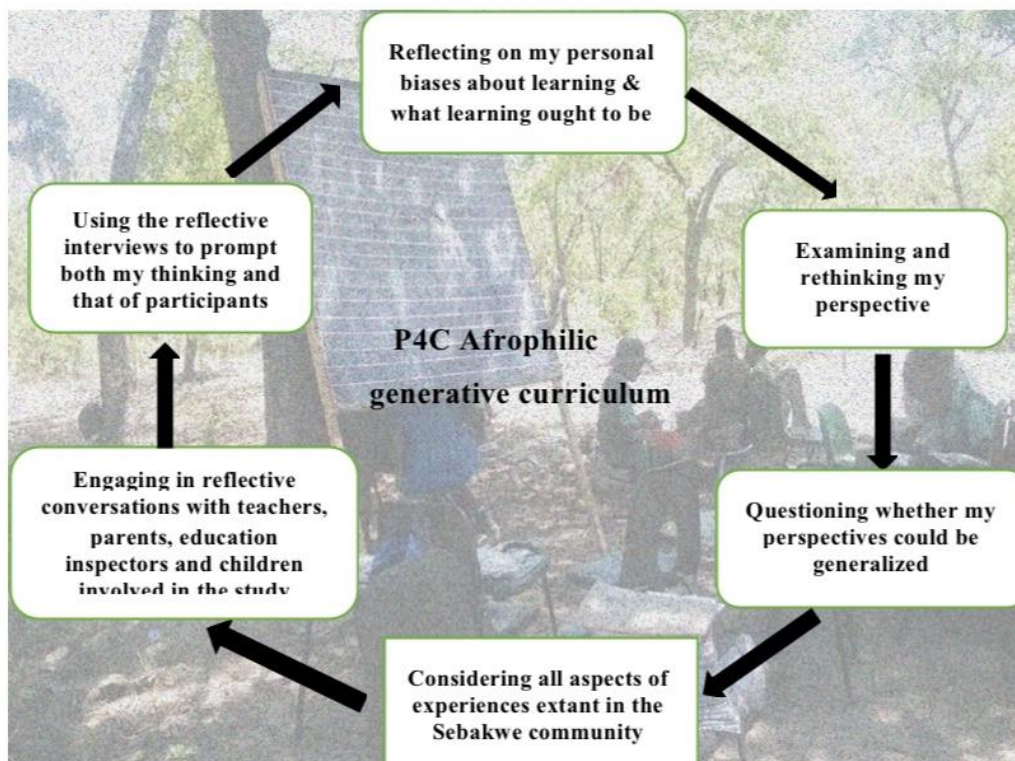 Reflecting on my personal
biases about learning &
what learning ought to be
Examining and
rethinking my
perspective
Questioning whether my
perspectives could be
generalized
Considering all aspects of
experiences extant in the
Sebakwe community
Engaging in reflective
conversations with teachers,
parents, education
inspectors and children
involved in the study
Using the reflective
interviews to prompt
both my thinking and
that of participants
P4C Afrophilic
generative curriculum